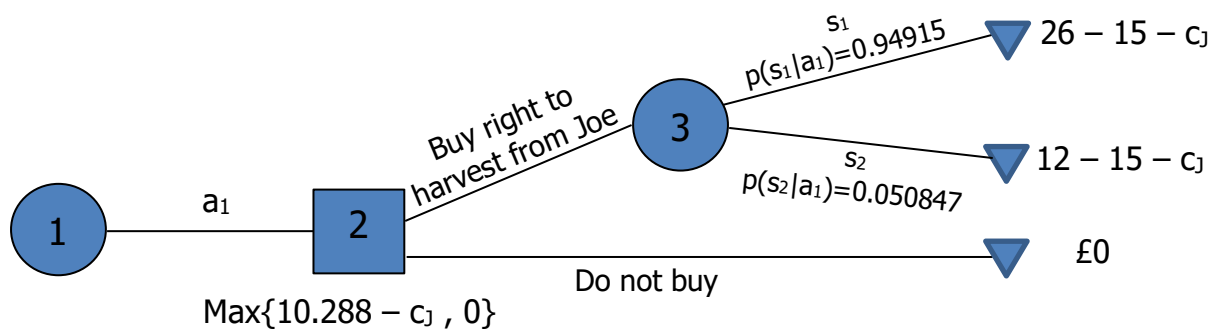 1
a₁
2
Max{10.288 – cJ , 0}
Buy right to
harvest from Joe
Do not buy
3
s₁
p(s₁|a₁)=0.94915
s₂
p(s₂|a₁)=0.050847
26 – 15 – cJ
12 – 15 – cJ
£0